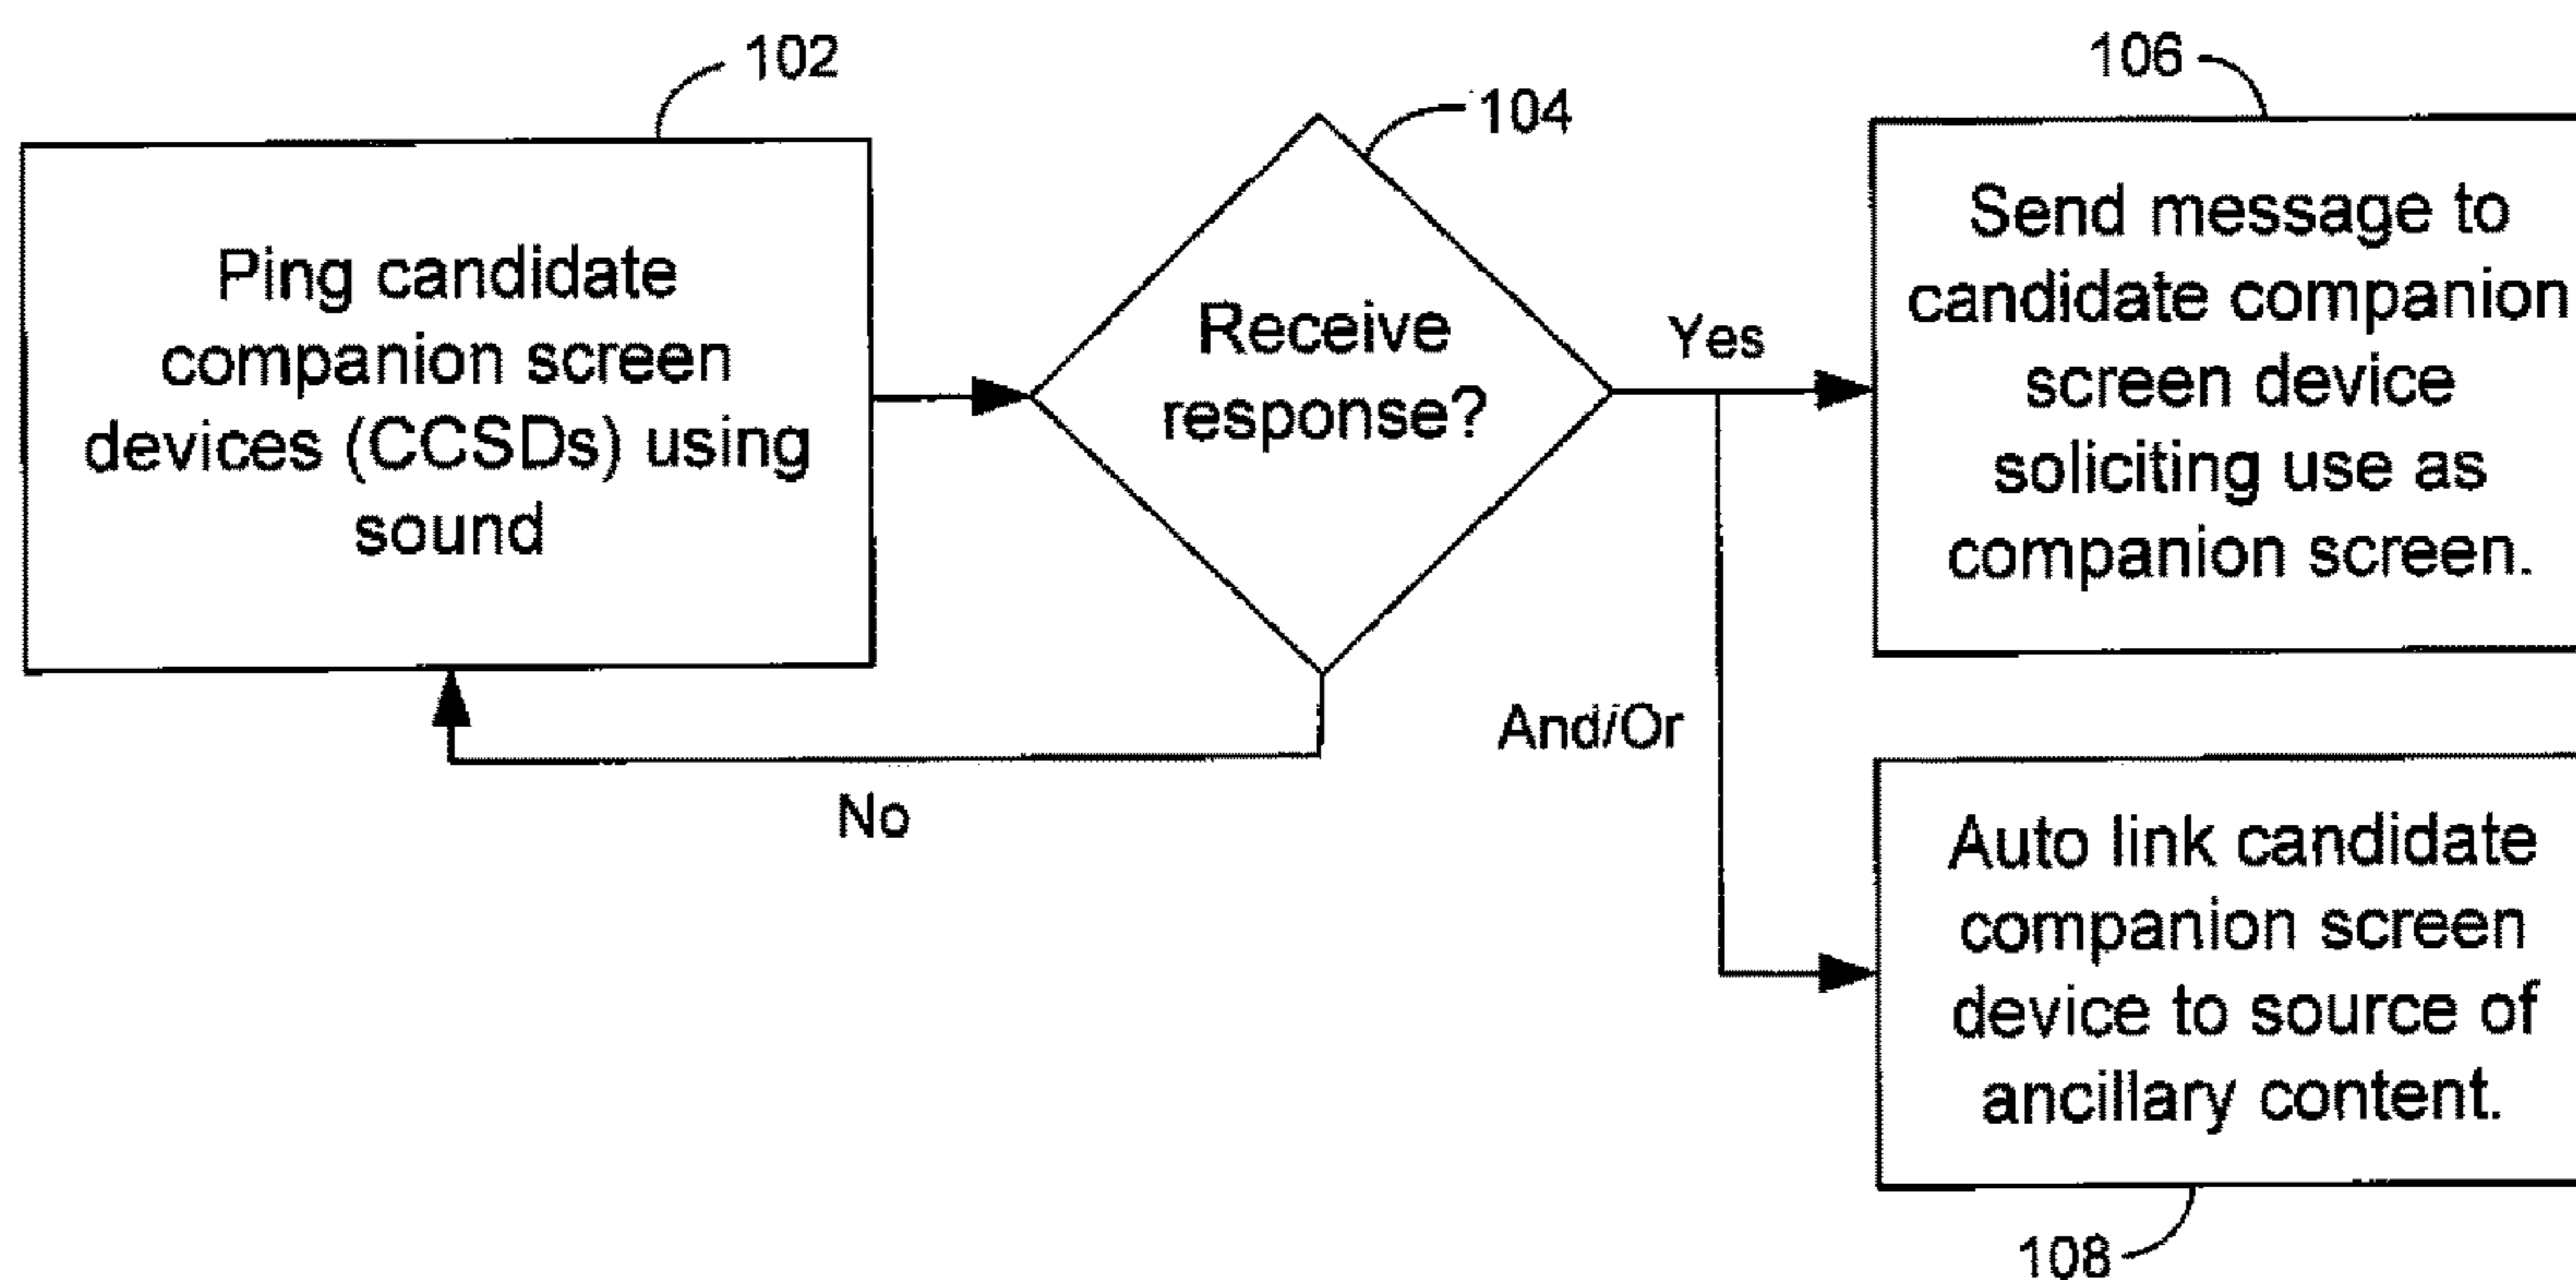 102
Ping candidate
companion screen
devices (CCSDs) using
sound
104
Receive
response?
Yes
No
And/Or
106
Send message to
candidate companion
screen device
soliciting use as
companion screen.
Auto link candidate
companion screen
device to source of
ancillary content.
108